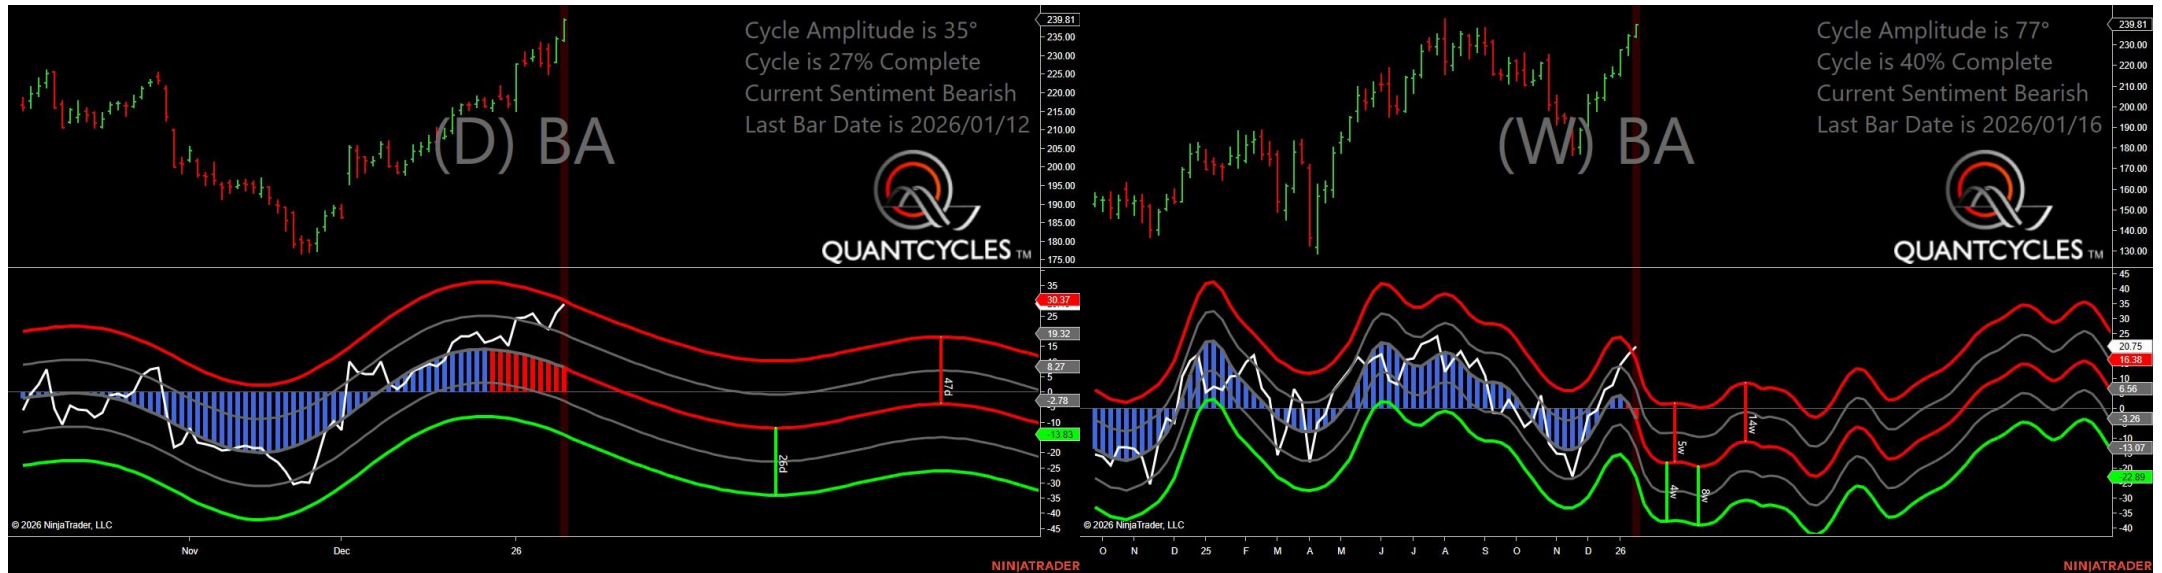 Cycle Amplitude is 35°
Cycle is 27% Complete
Current Sentiment Bearish
Last Bar Date is 2026/01/12
(D) BA
QUANTCYCLES TM
239.81
235.00
230.00
225.00
220.00
215.00
210.00
205.00
200.00
195.00
190.00
185.00
180.00
175.00
35
30.37
25
19.32
15
8.27
5
0
-2.78
-10
-13.83
-20
-25
-30
-35
-40
-45
47d
26d
© 2026 NinjaTrader, LLC
Nov
Dec
26
NINJATRADER
Cycle Amplitude is 77°
Cycle is 40% Complete
Current Sentiment Bearish
Last Bar Date is 2026/01/16
(W) BA
QUANTCYCLES TM
239.81
230.00
220.00
210.00
200.00
190.00
180.00
170.00
160.00
150.00
140.00
130.00
45
40
35
30
25
20.75
16.38
10
6.56
0
-3.26
-10
-13.07
-20
-22.89
-30
-35
-40
5w
4w
8w
14w
© 2026 NinjaTrader, LLC
O N D 25 F M A M J J A S O N D 26
NINJATRADER